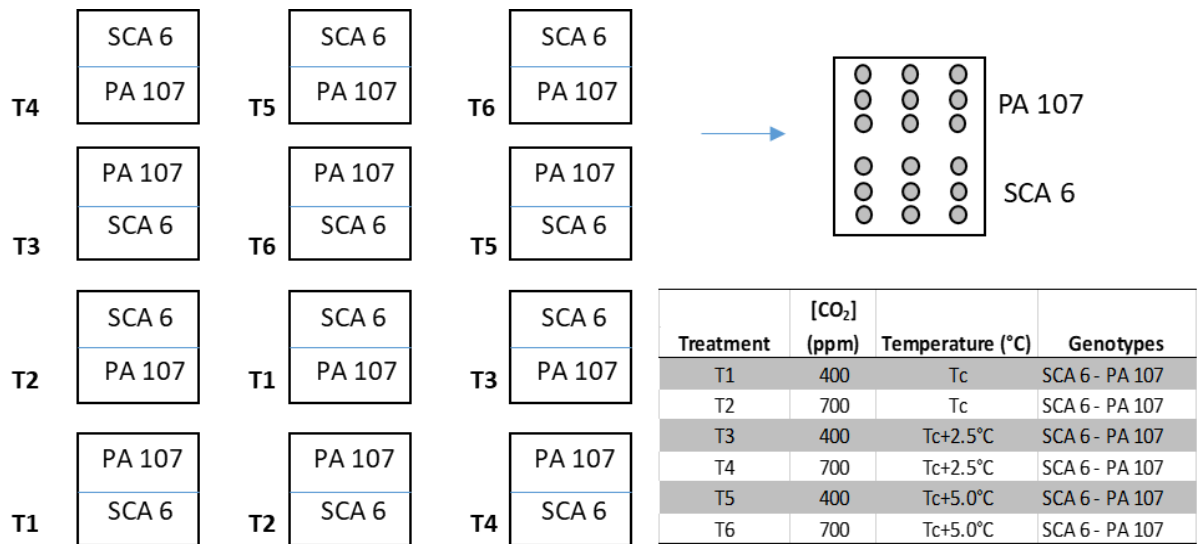 SCA 6
PA 107
T4
SCA 6
PA 107
T5
SCA 6
PA 107
T6
PA 107
SCA 6
T3
PA 107
SCA 6
T6
PA 107
SCA 6
T5
SCA 6
PA 107
T2
SCA 6
PA 107
T1
SCA 6
PA 107
T3
PA 107
SCA 6
T1
PA 107
SCA 6
T2
PA 107
SCA 6
T4
PA 107
SCA 6
Treatment [CO₂] (ppm) Temperature (°C) Genotypes
T1 400 Tc SCA 6 - PA 107
T2 700 Tc SCA 6 - PA 107
T3 400 Tc+2.5°C SCA 6 - PA 107
T4 700 Tc+2.5°C SCA 6 - PA 107
T5 400 Tc+5.0°C SCA 6 - PA 107
T6 700 Tc+5.0°C SCA 6 - PA 107